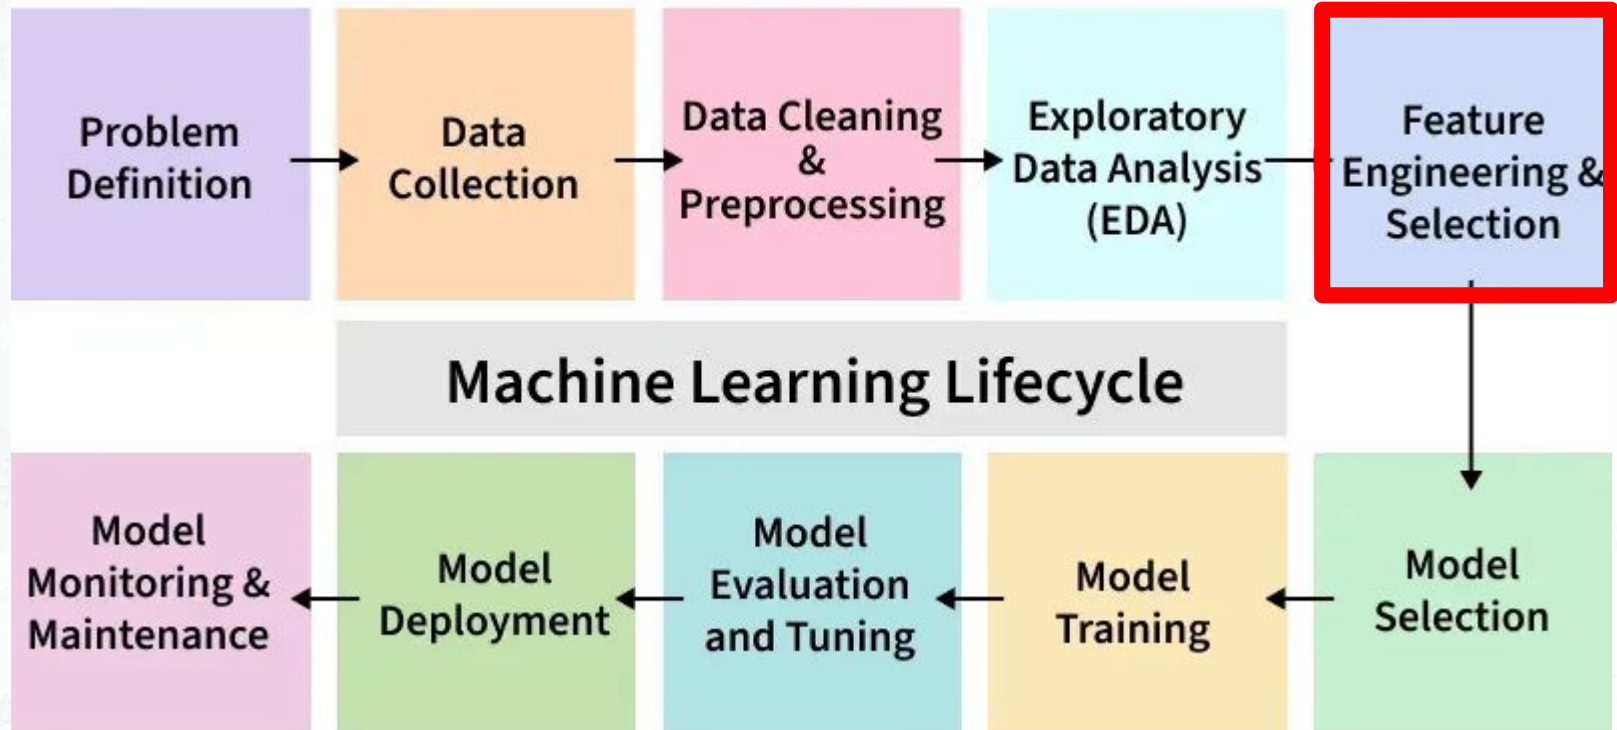 Problem
Definition
Data
Collection
Data Cleaning
&
Preprocessing
Exploratory
Data Analysis
(EDA)
Feature
Engineering &
Selection
Machine Learning Lifecycle
Model
Monitoring &
Maintenance
Model
Deployment
Model
Evaluation
and Tuning
Model
Training
Model
Selection